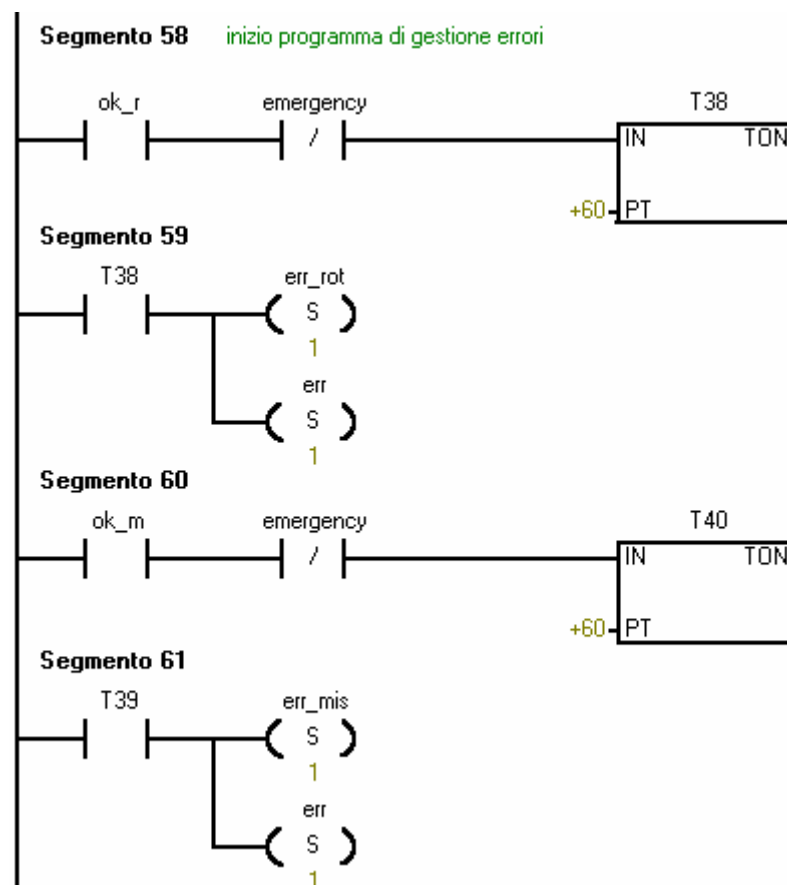 Segmento 58 inizio programma di gestione errori
ok_r emergency T38
/ IN TON
+60 PT
Segmento 59
T38 err_rot
S
1
err
S
1
Segmento 60
ok_m emergency T40
/ IN TON
+60 PT
Segmento 61
T39 err_mis
S
1
err
S
1